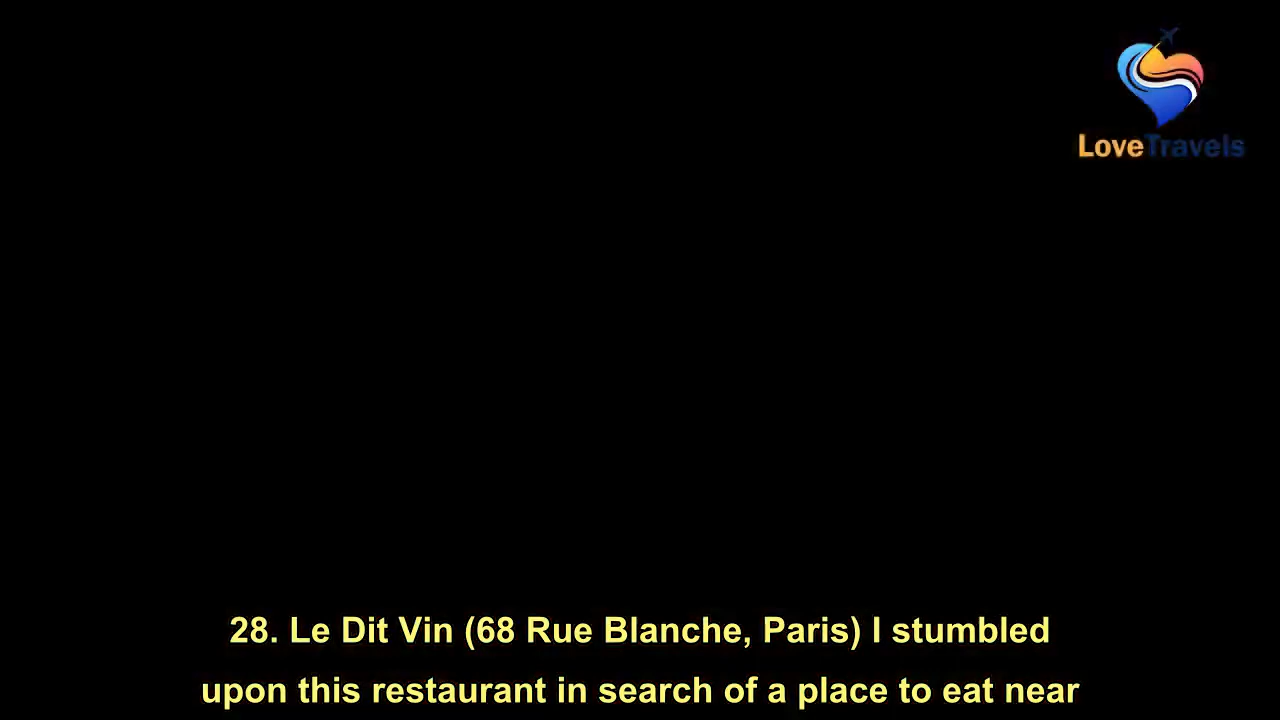 LoveTravels
28. Le Dit Vin (68 Rue Blanche, Paris) I stumbled
upon this restaurant in search of a place to eat near